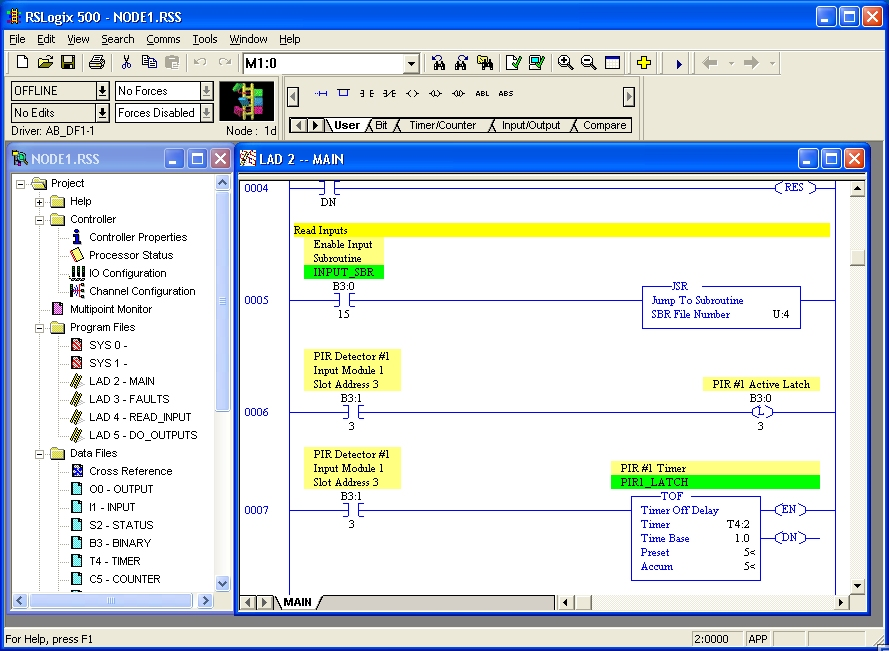 RSLogix 500 - NODE1.RSS
File Edit View Search Comms Tools Window Help
M1:0
OFFLINE No Forces
No Edits Forces Disabled
Driver: AB_DF1-1 Node : 1d
ABL ABS
User Bit Timer/Counter Input/Output Compare
NODE1.RSS
Project
Help
Controller
Controller Properties
Processor Status
IO Configuration
Channel Configuration
Multipoint Monitor
Program Files
SYS 0 -
SYS 1 -
LAD 2 - MAIN
LAD 3 - FAULTS
LAD 4 - READ_INPUT
LAD 5 - DO_OUTPUTS
Data Files
Cross Reference
O0 - OUTPUT
I1 - INPUT
S2 - STATUS
B3 - BINARY
T4 - TIMER
C5 - COUNTER
LAD 2 -- MAIN
0004
DN
RES
Read Inputs
Enable Input
Subroutine
INPUT_SBR
B3:0
0005
15
JSR
Jump To Subroutine
SBR File Number U:4
PIR Detector #1
Input Module 1
Slot Address 3
B3:1
0006
3
PIR #1 Active Latch
B3:0
L
3
PIR Detector #1
Input Module 1
Slot Address 3
B3:1
0007
3
PIR #1 Timer
PIR1_LATCH
TOF
Timer Off Delay
Timer T4:2
Time Base 1.0
Preset 5<
Accum 5<
EN
DN
MAIN
For Help, press F1
2:0000 APP